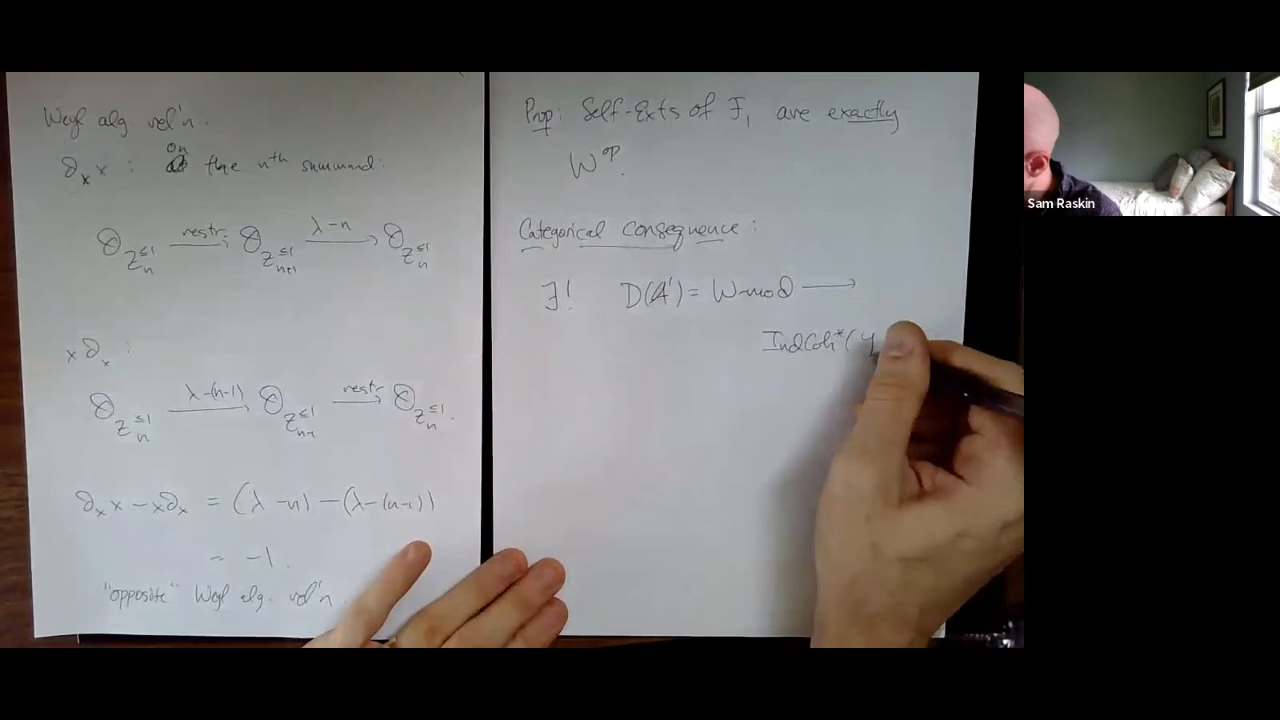 Weyl alg rel'n.
∂ₓ x : on the nᵗʰ summand:
𝒪_{Z_n^{≤1}} —restr.→ 𝒪_{Z_{n+1}^{≤1}} —λ-n→ 𝒪_{Z_n^{≤1}}
x ∂ₓ :
𝒪_{Z_n^{≤1}} —λ-(n-1)→ 𝒪_{Z_{n-1}^{≤1}} —restr→ 𝒪_{Z_n^{≤1}}.
∂ₓ x - x ∂ₓ = (λ-n) - (λ-(n-1))
= -1.
"opposite" Weyl alg. rel'n.
Prop: Self-Exts of F₁ are exactly
W^{op}.
Categorical consequence:
∃! D(A¹) = W-mod ⟶
IndCoh*(Y
Sam Raskin